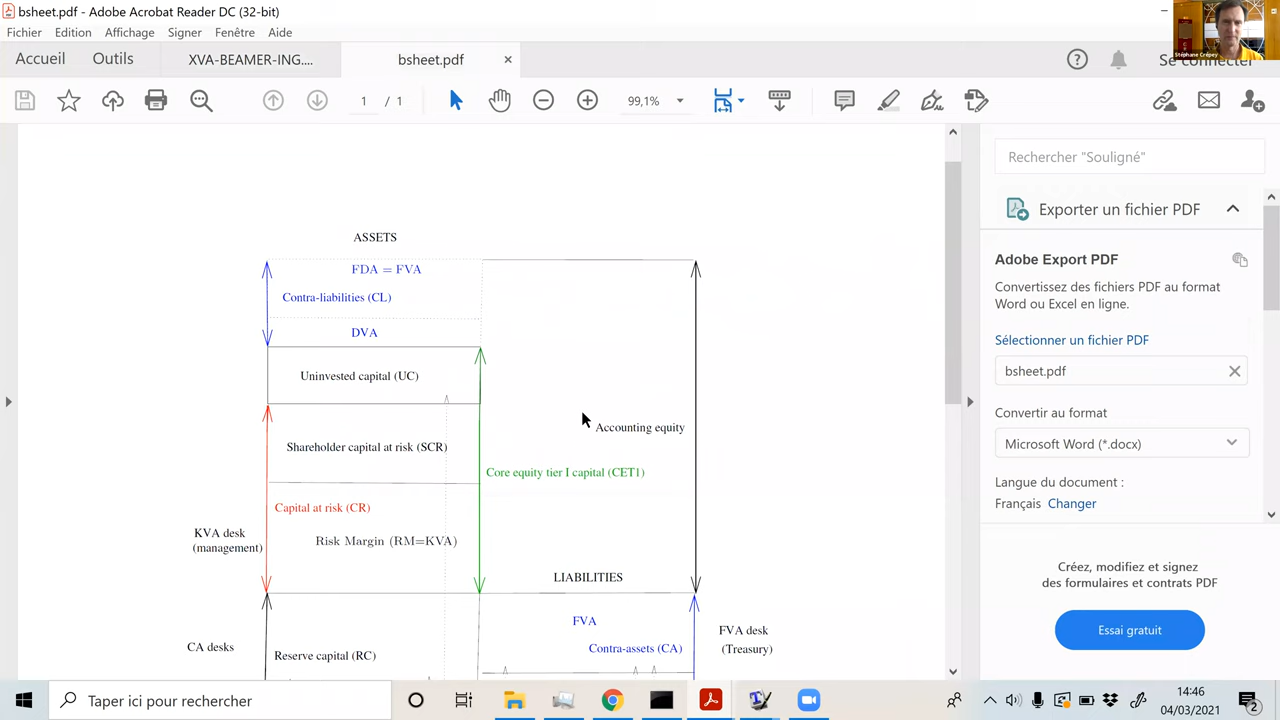 bsheet.pdf - Adobe Acrobat Reader DC (32-bit)
Fichier Edition Affichage Signer Fenêtre Aide
Accueil Outils XVA-BEAMER-ING.... bsheet.pdf ×
Stéphane Crépey
Se connecter
1 / 1 99,1%
ASSETS
FDA = FVA
Contra-liabilities (CL)
DVA
Uninvested capital (UC)
Accounting equity
Shareholder capital at risk (SCR)
Core equity tier I capital (CET1)
Capital at risk (CR)
KVA desk
(management)
Risk Margin (RM=KVA)
LIABILITIES
FVA
FVA desk
CA desks
Contra-assets (CA)
(Treasury)
Reserve capital (RC)
Rechercher "Souligné"
Exporter un fichier PDF
Adobe Export PDF
Convertissez des fichiers PDF au format
Word ou Excel en ligne.
Sélectionner un fichier PDF
bsheet.pdf
Convertir au format
Microsoft Word (*.docx)
Langue du document :
Français Changer
Créez, modifiez et signez
des formulaires et contrats PDF
Essai gratuit
Taper ici pour rechercher
14:46
04/03/2021
2